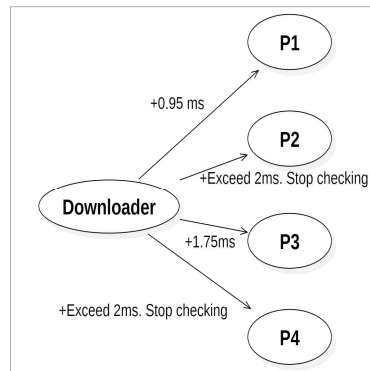 P1
+0.95 ms
P2
+Exceed 2ms. Stop checking
Downloader
+1.75ms
P3
+Exceed 2ms. Stop checking
P4